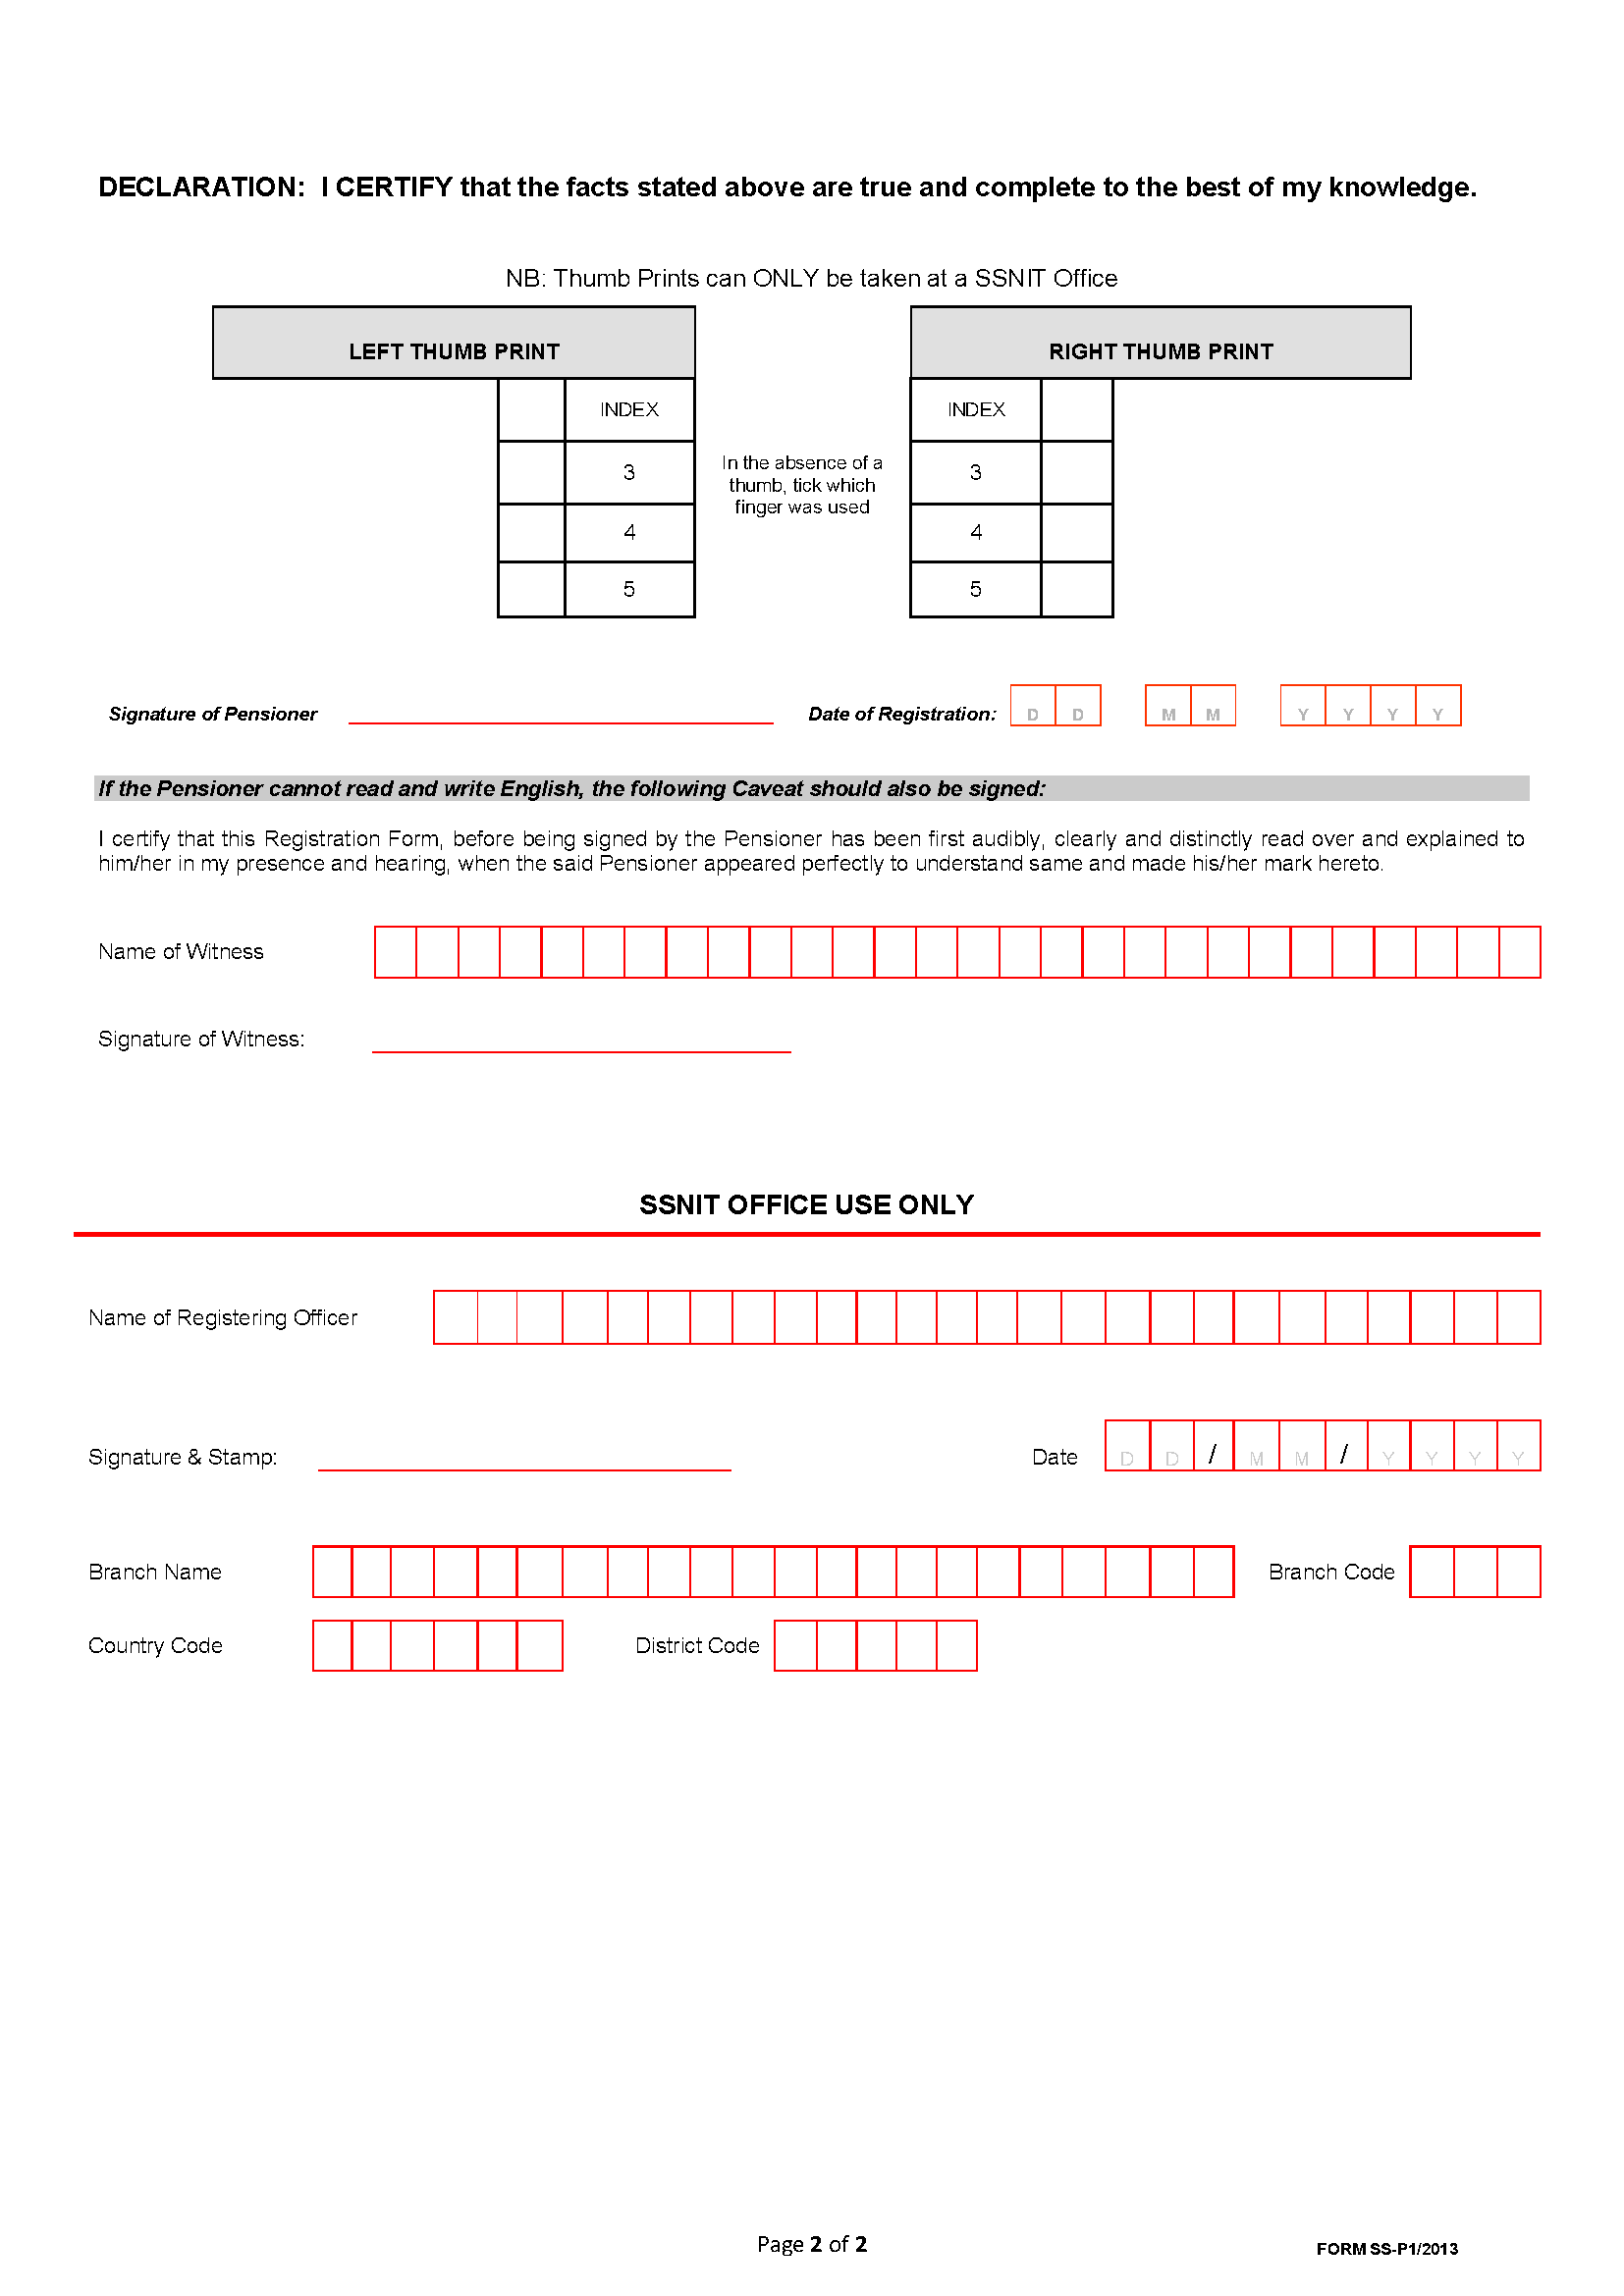 DECLARATION: I CERTIFY that the facts stated above are true and complete to the best of my knowledge.
NB: Thumb Prints can ONLY be taken at a SSNIT Office
LEFT THUMB PRINT
RIGHT THUMB PRINT
INDEX
INDEX
3
In the absence of a
thumb, tick which
finger was used
3
4
4
5
5
Signature of Pensioner
Date of Registration: D D M M Y Y Y Y
If the Pensioner cannot read and write English, the following Caveat should also be signed:
I certify that this Registration Form, before being signed by the Pensioner has been first audibly, clearly and distinctly read over and explained to
him/her in my presence and hearing, when the said Pensioner appeared perfectly to understand same and made his/her mark hereto.
Name of Witness
Signature of Witness:
SSNIT OFFICE USE ONLY
Name of Registering Officer
Signature & Stamp:
Date D D / M M / Y Y Y Y
Branch Name
Branch Code
Country Code
District Code
Page 2 of 2
FORM SS-P1/2013